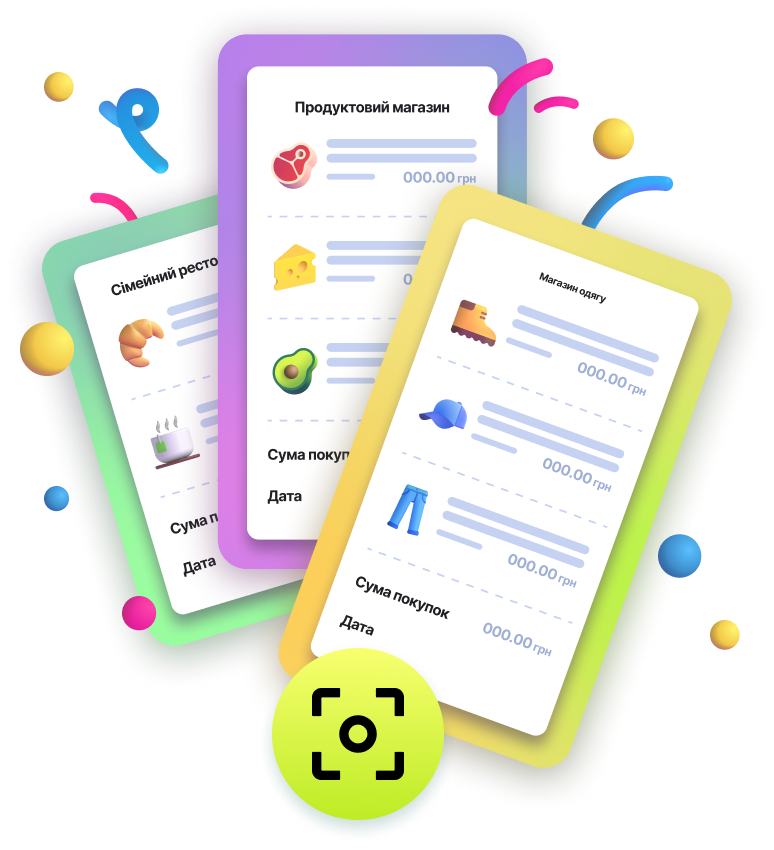 Продуктовий магазин
000.00 грн
0
Сума покуп
Дата
Сімейний ресто
Сума п
Дата
Магазин одягу
000.00 грн
000.00 грн
000.00 грн
Сума покупок 000.00 грн
Дата